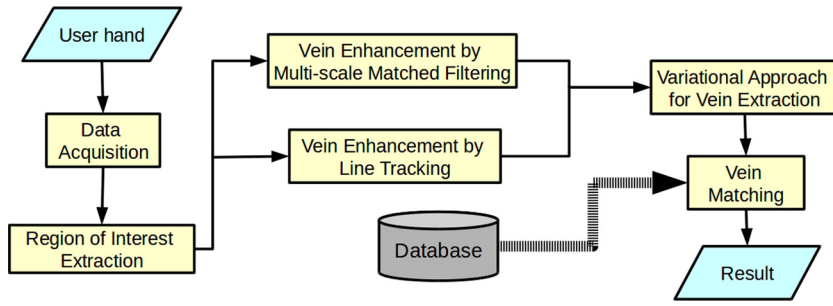 User hand
Data
Acquisition
Region of Interest
Extraction
Vein Enhancement by
Multi-scale Matched Filtering
Vein Enhancement by
Line Tracking
Variational Approach
for Vein Extraction
Vein
Matching
Database
Result